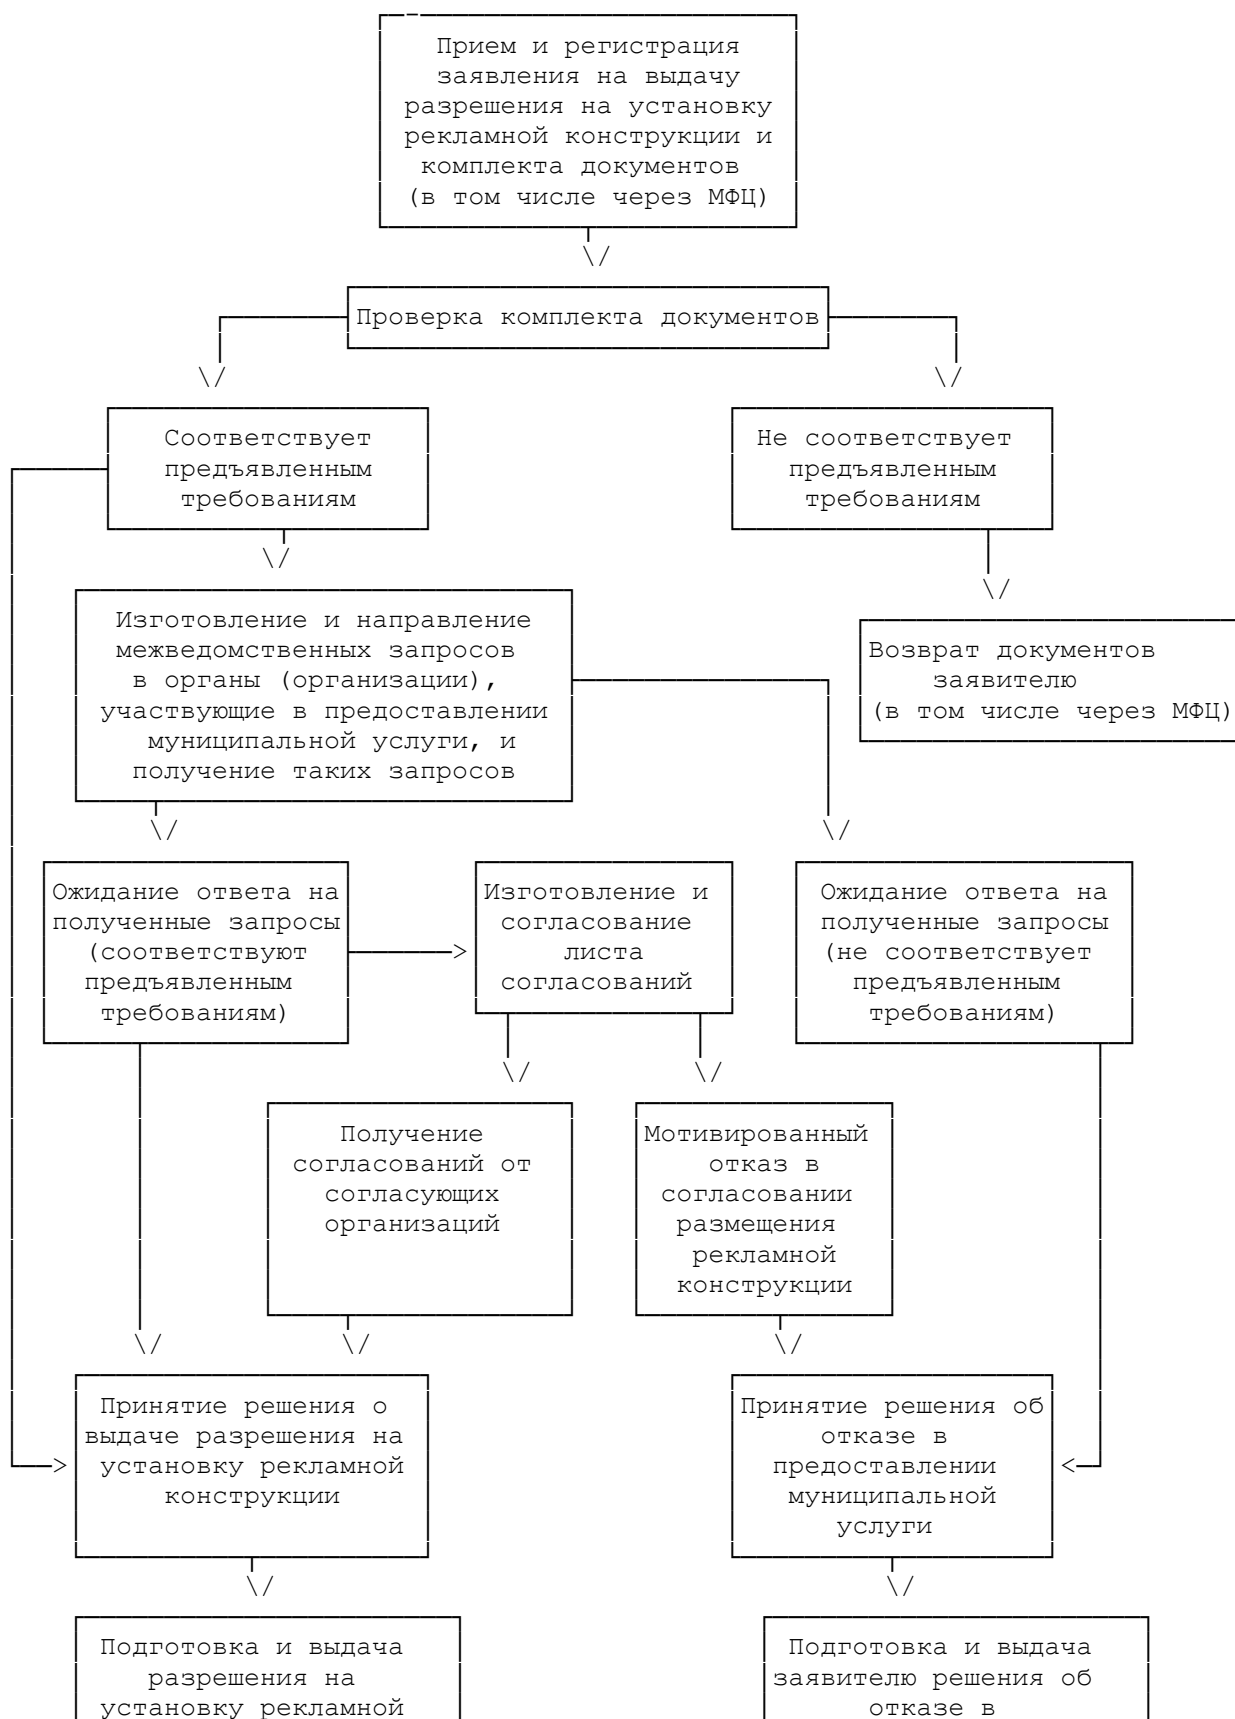 Прием и регистрация
заявления на выдачу
разрешения на установку
рекламной конструкции и
комплекта документов
(в том числе через МФЦ)
\/
Проверка комплекта документов
\/
\/
Соответствует
предъявленным
требованиям
Не соответствует
предъявленным
требованиям
\/
\/
Изготовление и направление
межведомственных запросов
в органы (организации),
участвующие в предоставлении
муниципальной услуги, и
получение таких запросов
Возврат документов
заявителю
(в том числе через МФЦ)
\/
\/
Ожидание ответа на
полученные запросы
(соответствуют
предъявленным
требованиям)
>
Изготовление и
согласование
листа
согласований
Ожидание ответа на
полученные запросы
(не соответствует
предъявленным
требованиям)
\/
\/
Получение
согласований от
согласующих
организаций
Мотивированный
отказ в
согласовании
размещения
рекламной
конструкции
\/
\/
\/
Принятие решения о
выдаче разрешения на
> установку рекламной
конструкции
Принятие решения об
отказе в
предоставлении <
муниципальной
услуги
\/
\/
Подготовка и выдача
разрешения на
установку рекламной
Подготовка и выдача
заявителю решения об
отказе в